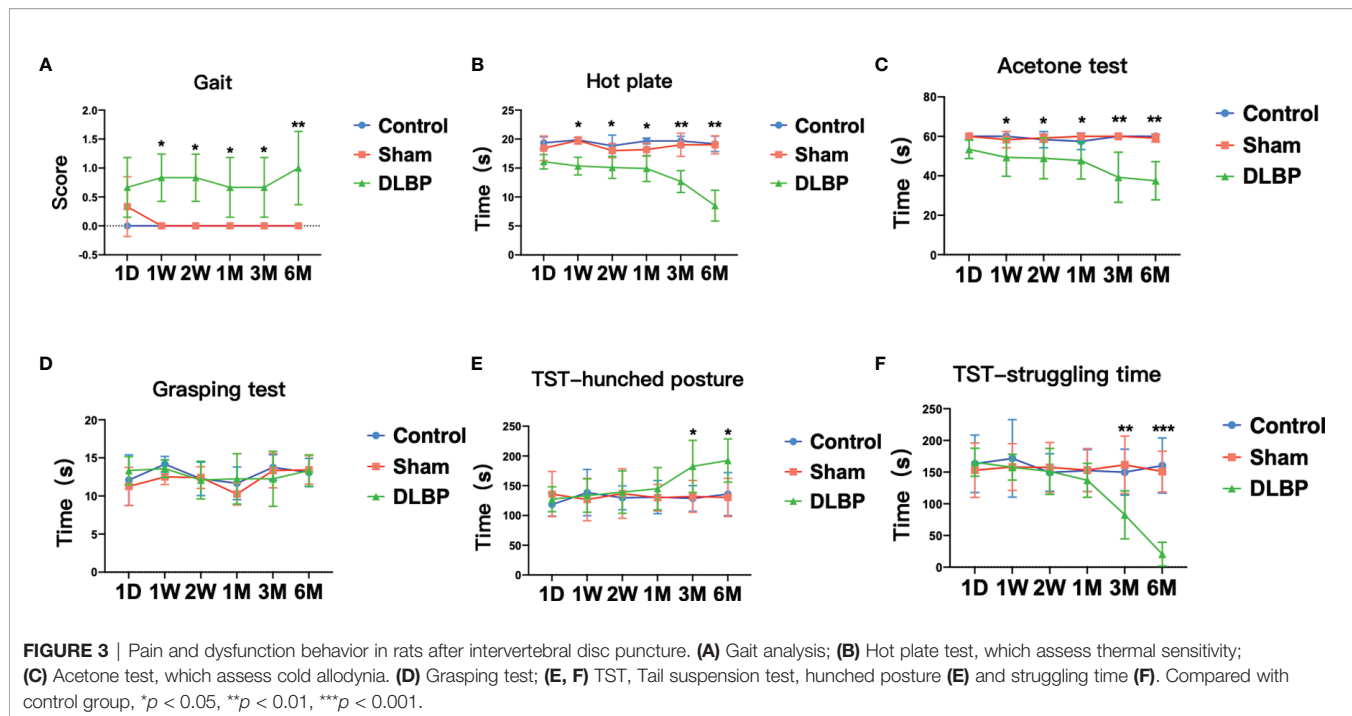 A
Gait
Score
2.0
1.5
1.0
0.5
0.0
-0.5
* * * * **
1D 1W 2W 1M 3M 6M
Control
Sham
DLBP
B
Hot plate
Time (s)
25
20
15
10
5
0
* * * ** **
1D 1W 2W 1M 3M 6M
Control
Sham
DLBP
C
Acetone test
Time (s)
80
60
40
20
0
* * * ** **
1D 1W 2W 1M 3M 6M
Control
Sham
DLBP
D
Grasping test
Time (s)
20
15
10
5
0
1D 1W 2W 1M 3M 6M
Control
Sham
DLBP
E
TST-hunched posture
Time (s)
250
200
150
100
50
0
* *
1D 1W 2W 1M 3M 6M
Control
Sham
DLBP
F
TST-struggling time
Time (s)
250
200
150
100
50
0
** ***
1D 1W 2W 1M 3M 6M
Control
Sham
DLBP
FIGURE 3 | Pain and dysfunction behavior in rats after intervertebral disc puncture. (A) Gait analysis; (B) Hot plate test, which assess thermal sensitivity;
(C) Acetone test, which assess cold allodynia. (D) Grasping test; (E, F) TST, Tail suspension test, hunched posture (E) and struggling time (F). Compared with
control group, *p < 0.05, **p < 0.01, ***p < 0.001.